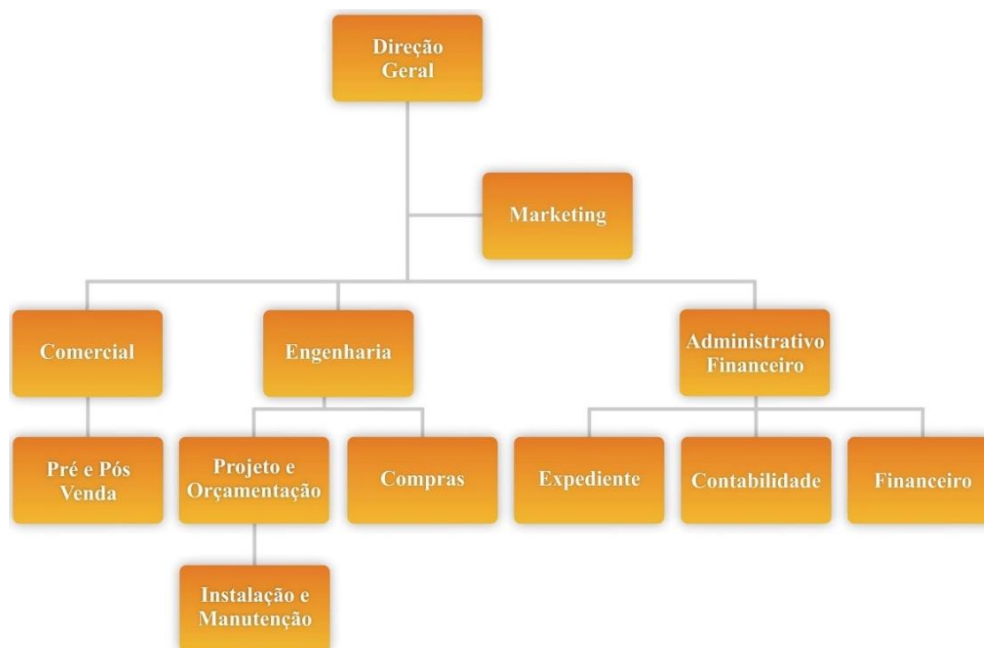 Direção
Geral
Marketing
Comercial
Engenharia
Administrativo
Financeiro
Pré e Pós
Venda
Projeto e
Orçamentação
Compras
Expediente
Contabilidade
Financeiro
Instalação e
Manutenção